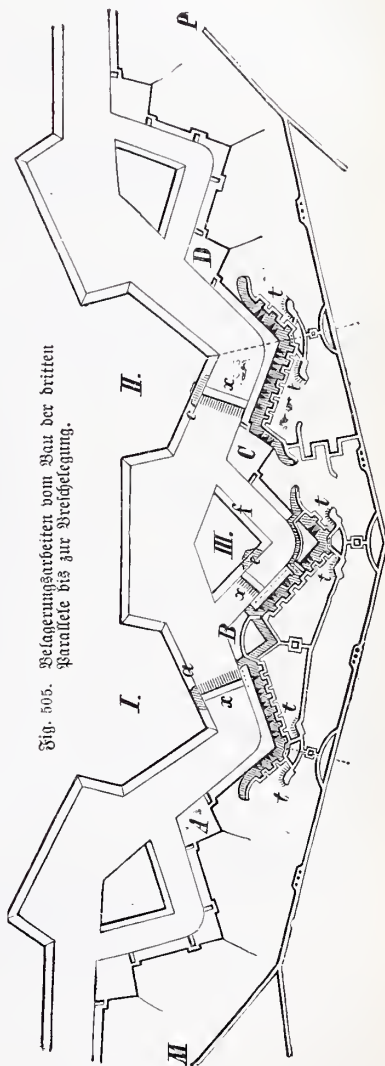 Fig. 505. Belagerungsarbeiten vom Bau der dritten
Parallele bis zur Breschelegung.
P
I.
II.
III.
a
x
x
x
f
A
B
C
D
t
t
t
t
t
t
M